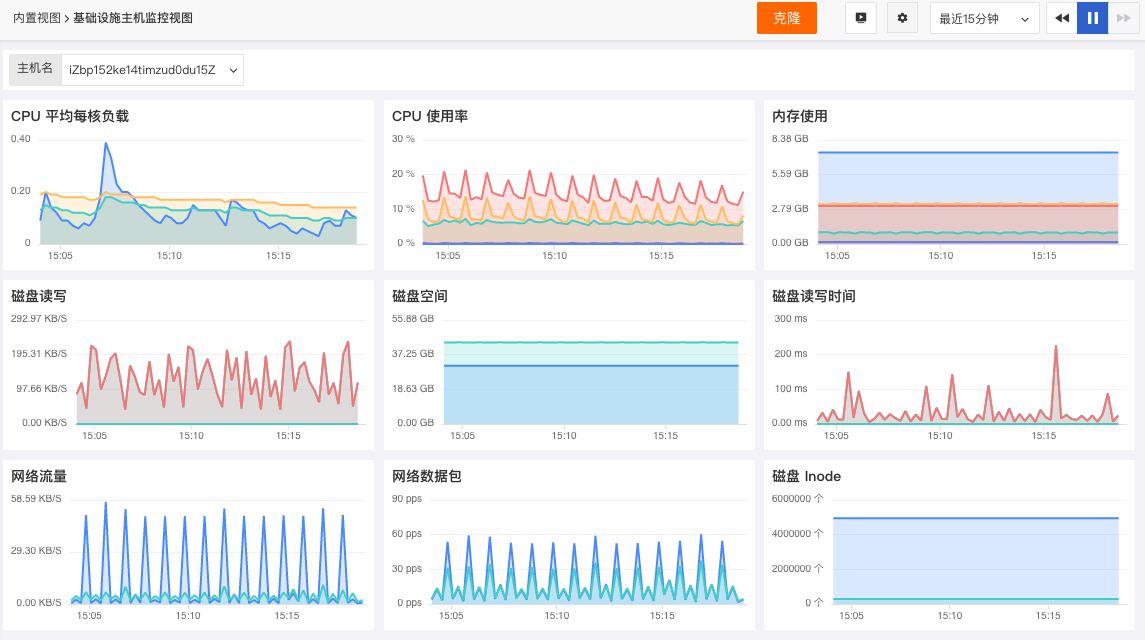 内置视图 > 基础设施主机监控视图
克隆
最近15分钟
主机名
iZbp152ke14timzud0du15Z
CPU 平均每核负载
0.40
0.20
0
15:05 15:10 15:15
CPU 使用率
30 %
20 %
10 %
0 %
15:05 15:10 15:15
内存使用
8.38 GB
5.59 GB
2.79 GB
0.00 GB
15:05 15:10 15:15
磁盘读写
292.97 KB/S
195.31 KB/S
97.66 KB/S
0.00 KB/S
15:05 15:10 15:15
磁盘空间
55.88 GB
37.25 GB
18.63 GB
0.00 GB
15:05 15:10 15:15
磁盘读写时间
300 ms
200 ms
100 ms
0.00 ms
15:05 15:10 15:15
网络流量
58.59 KB/S
29.30 KB/S
0.00 KB/S
15:05 15:10 15:15
网络数据包
90 pps
60 pps
30 pps
0 pps
15:05 15:10 15:15
磁盘 Inode
6000000 个
4000000 个
2000000 个
0 个
15:05 15:10 15:15